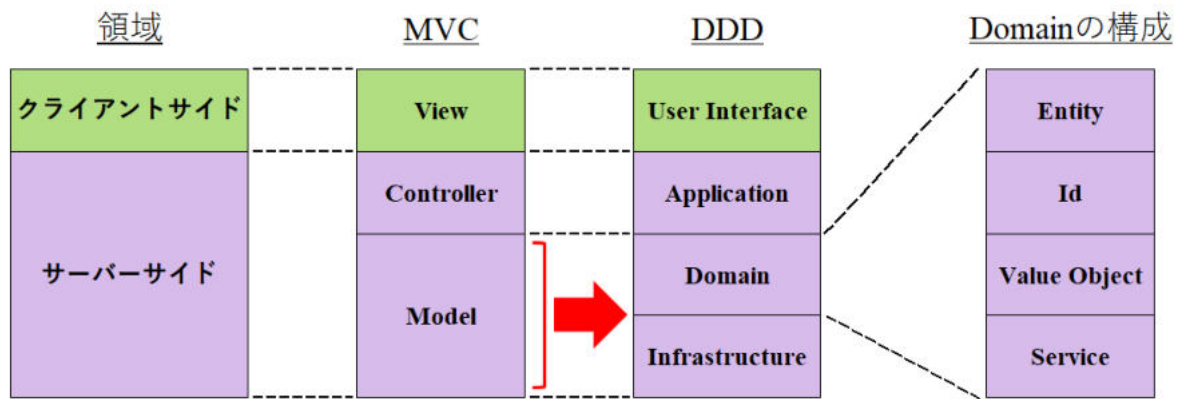 領域
MVC
DDD
Domainの構成
クライアントサイド
View
User Interface
Entity
Controller
Application
Id
サーバーサイド
Model
Domain
Value Object
Infrastructure
Service